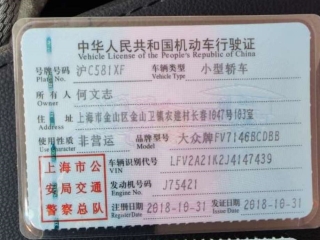 中华人民共和国机动车行驶证
Vehicle License of the People's Republic of China
号牌号码 沪C581XF 车辆类型 小型轿车
Plate No. Vehicle Type
所有人 何文志
Owner
住址 上海市金山区金山卫镇农建村长春1847号103室
Address
使用性质 非营运 品牌型号 大众牌FV7146BCDBB
Use Character Model
上海市公
安局交通
警察总队
车辆识别代号 LFV2A21K2J4147439
VIN
发动机号码 J75421
Engine No.
注册日期 2018-10-31 发证日期 2018-10-31
Register Date Issue Date